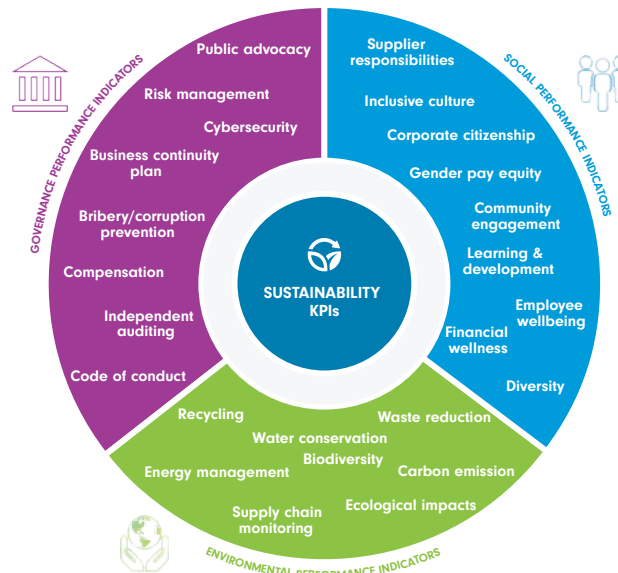 GOVERNANCE PERFORMANCE INDICATORS
Public advocacy
Risk management
Cybersecurity
Business continuity
plan
Bribery/corruption
prevention
Compensation
Independent
auditing
Code of conduct
SOCIAL PERFORMANCE INDICATORS
Supplier
responsibilities
Inclusive culture
Corporate citizenship
Gender pay equity
Community
engagement
Learning &
development
Employee
wellbeing
Financial
wellness
Diversity
SUSTAINABILITY
KPIs
Recycling
Waste reduction
Water conservation
Biodiversity
Energy management
Carbon emission
Ecological impacts
Supply chain
monitoring
ENVIRONMENTAL PERFORMANCE INDICATORS